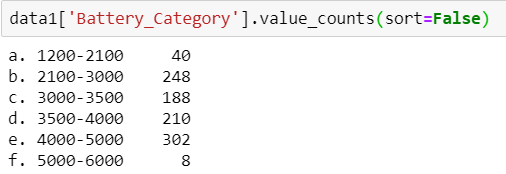 data1['Battery_Category'].value_counts(sort=False)
a. 1200-2100 40
b. 2100-3000 248
c. 3000-3500 188
d. 3500-4000 210
e. 4000-5000 302
f. 5000-6000 8